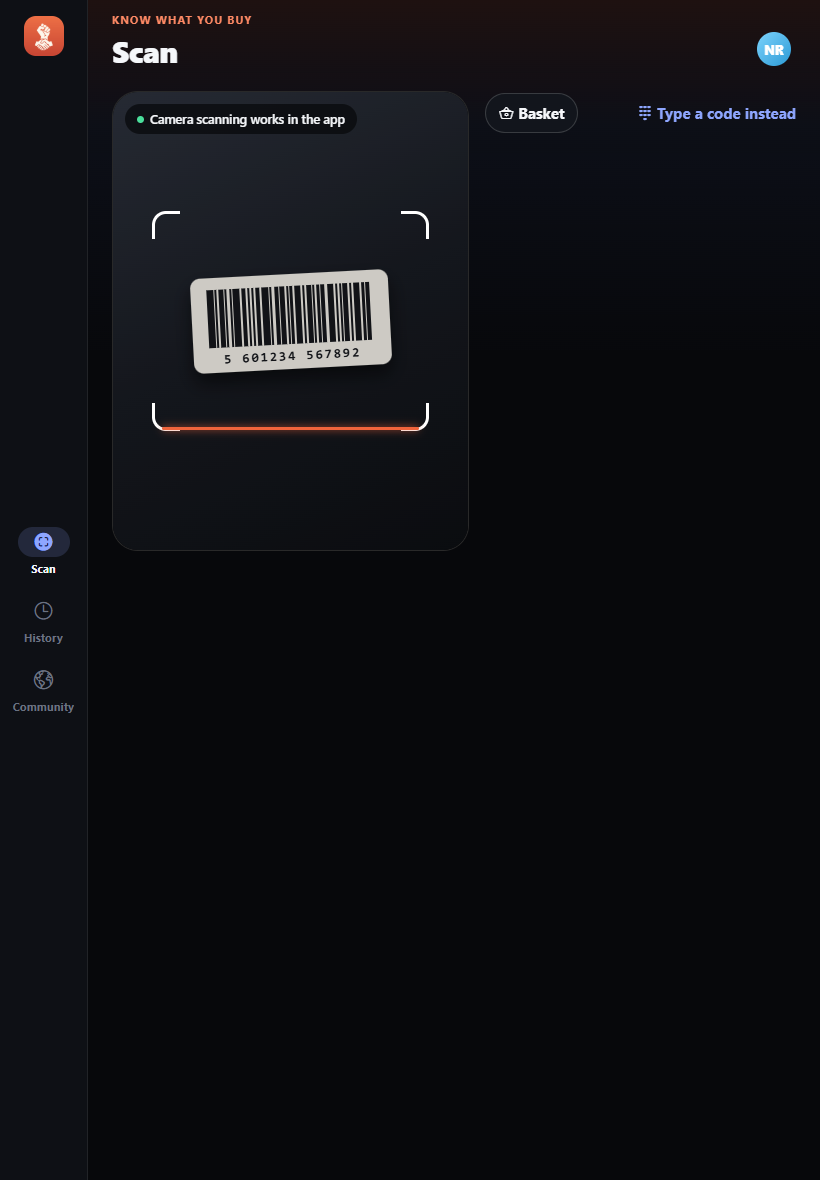 KNOW WHAT YOU BUY
Scan
NR
Camera scanning works in the app
Basket
Type a code instead
5 601234 567892
Scan
History
Community